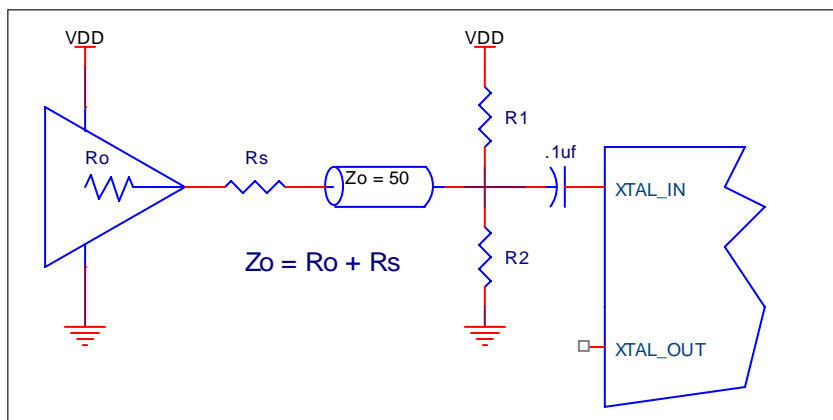 VDD
VDD
R1
Ro
Rs
Zo = 50
.1uf
XTAL_IN
Zo = Ro + Rs
R2
XTAL_OUT